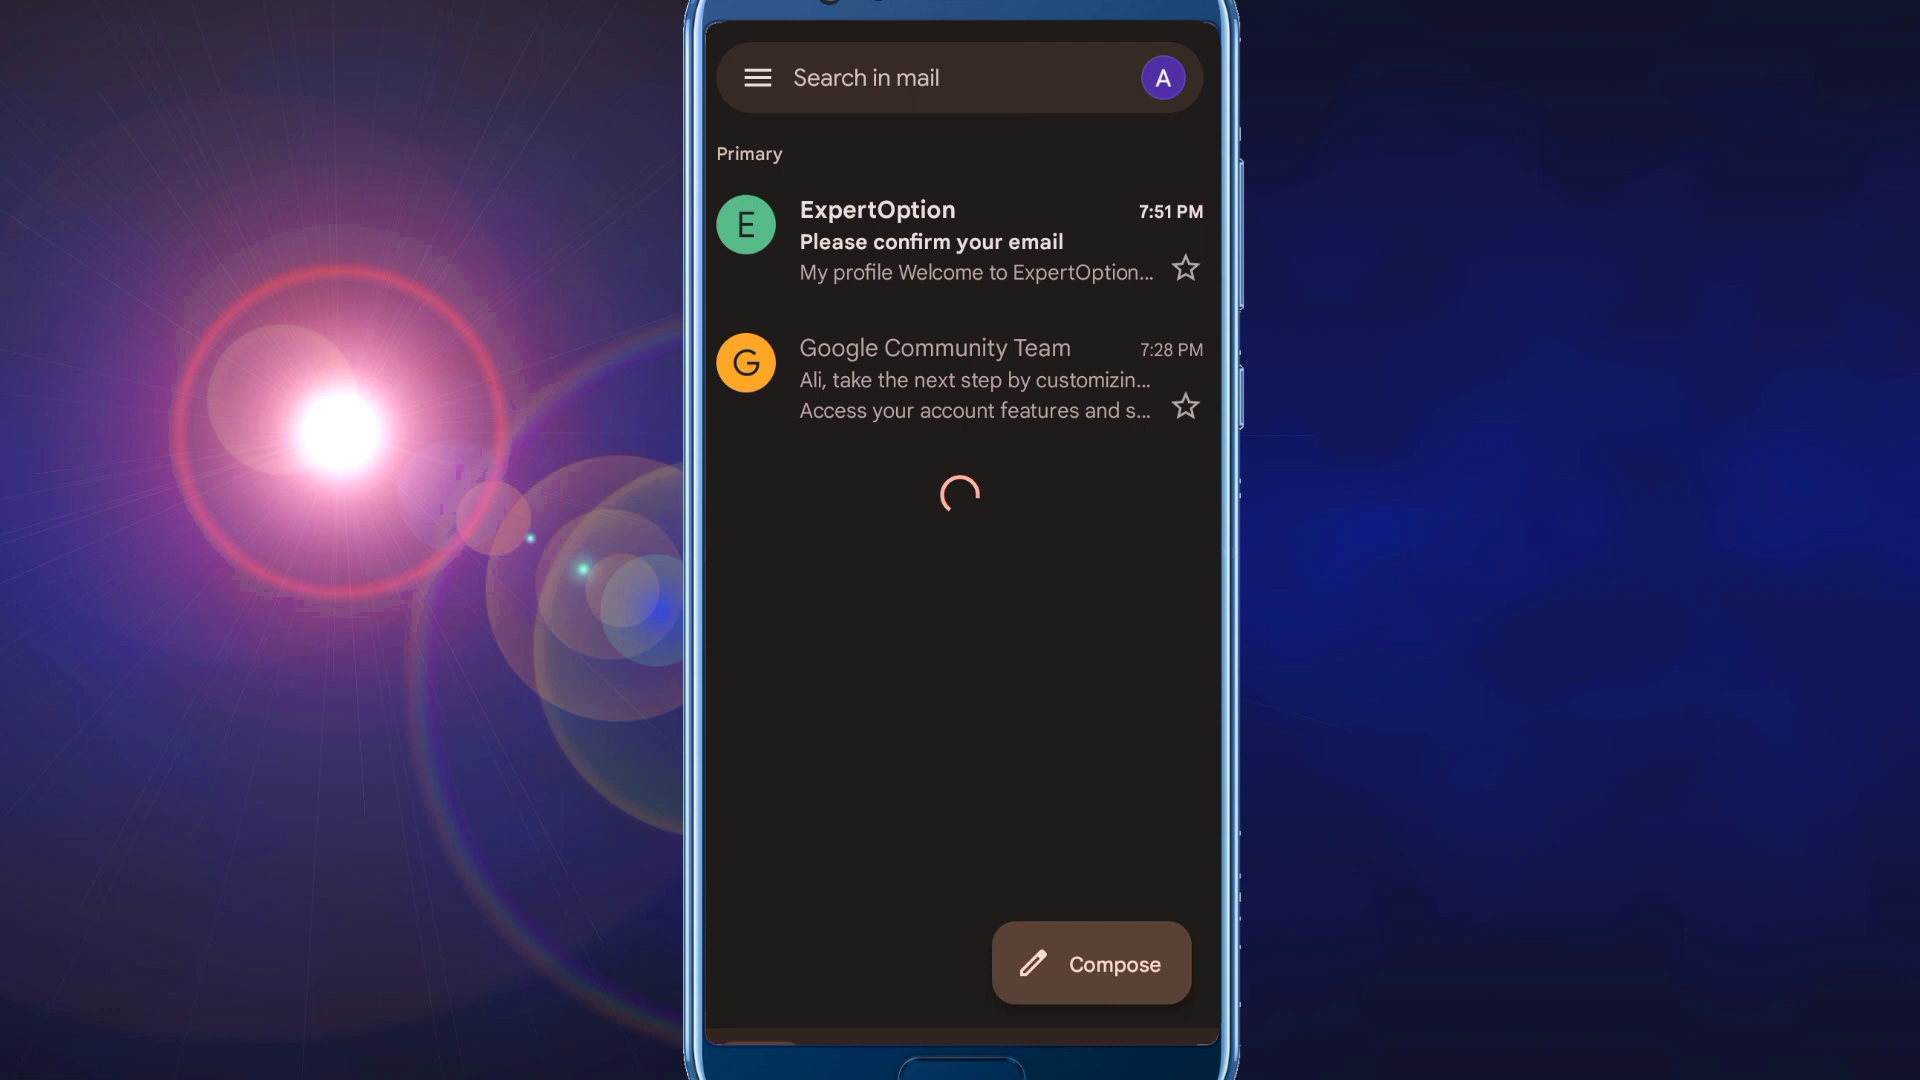 Search in mail
A
Primary
E
ExpertOption
7:51 PM
Please confirm your email
My profile Welcome to ExpertOption...
G
Google Community Team
7:28 PM
Ali, take the next step by customizin...
Access your account features and s...
Compose